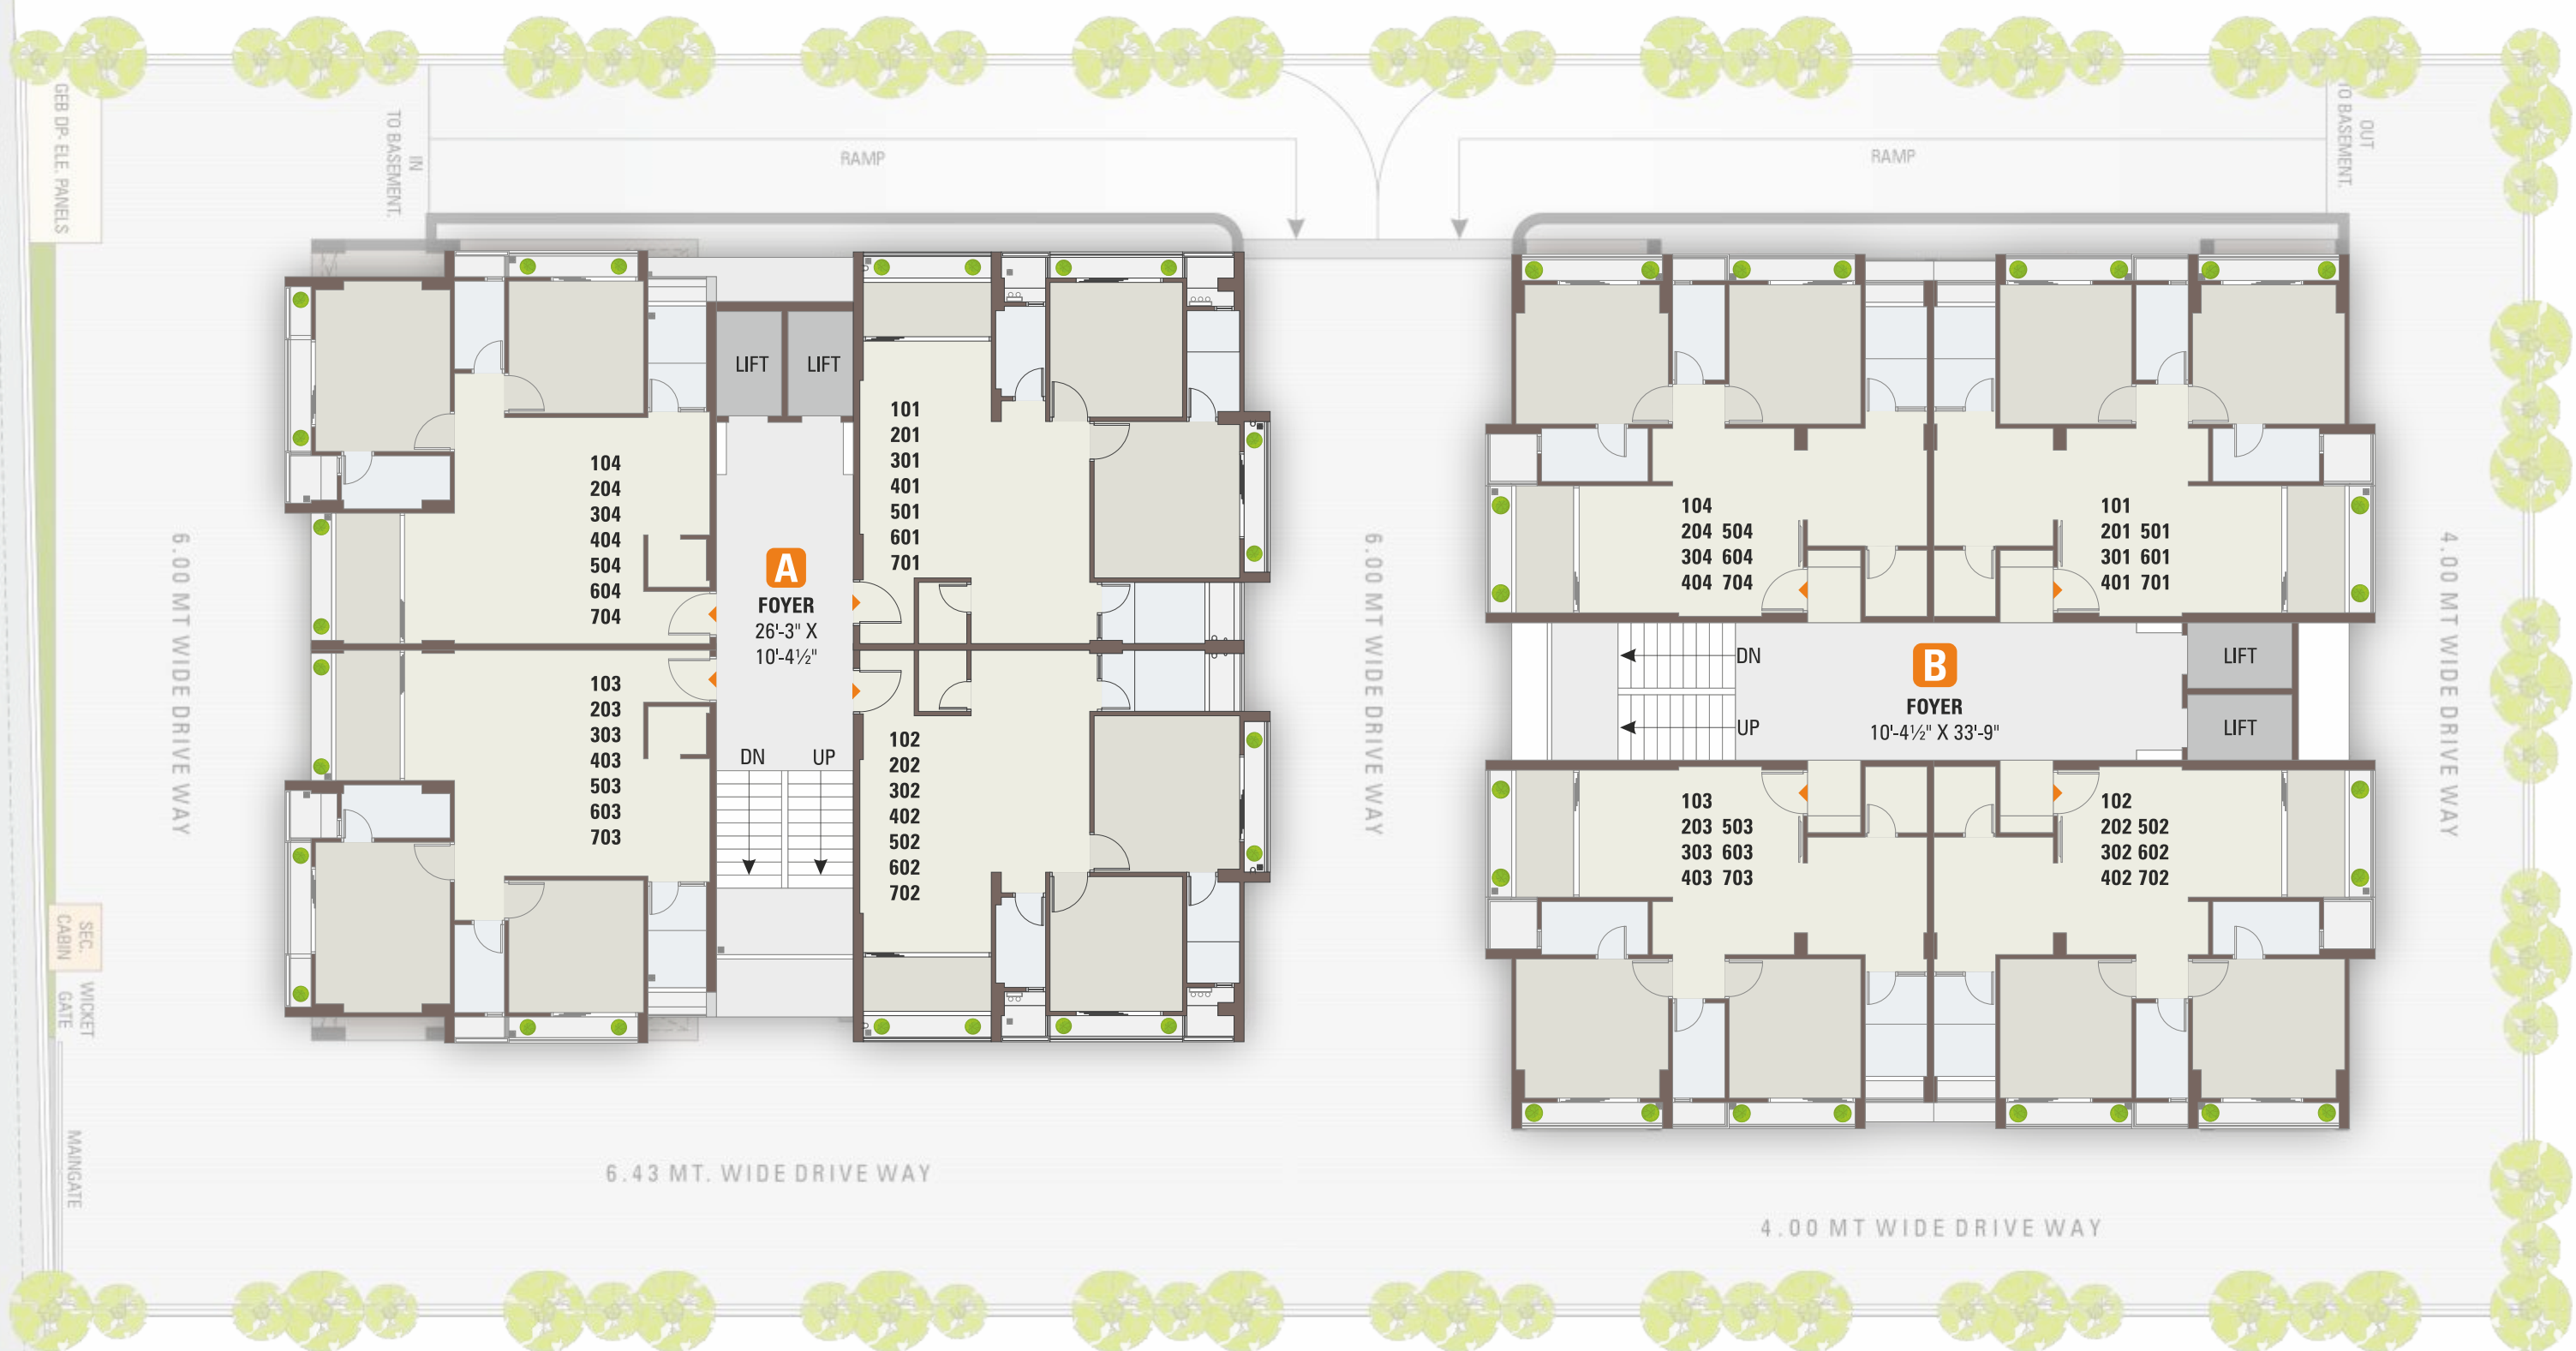 GEB DP- ELE. PANELS
IN
TO BASEMENT.
RAMP
RAMP
OUT
TO BASEMENT.
LIFT
LIFT
104
204
304
404
504
604
704
101
201
301
401
501
601
701
A
FOYER
26'-3" X
10'-4½"
103
203
303
403
503
603
703
102
202
302
402
502
602
702
DN
UP
6.00 MT WIDE DRIVE WAY
6.00 MT WIDE DRIVE WAY
104
204 504
304 604
404 704
101
201 501
301 601
401 701
DN
UP
B
FOYER
10'-4½" X 33'-9"
LIFT
LIFT
103
203 503
303 603
403 703
102
202 502
302 602
402 702
4.00 MT WIDE DRIVE WAY
SEC.
CABIN
WICKET
GATE
MAINGATE
6.43 MT. WIDE DRIVE WAY
4.00 MT WIDE DRIVE WAY